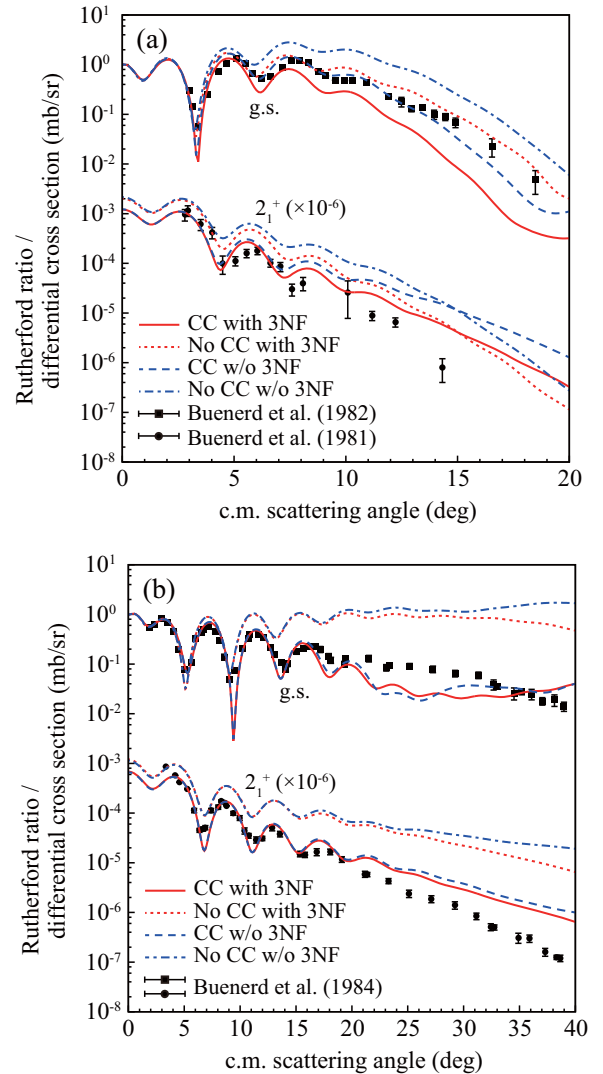 (a)
Rutherford ratio /
differential cross section (mb/sr)
10^1
10^0
10^-1
10^-2
10^-3
10^-4
10^-5
10^-6
10^-7
10^-8
g.s.
2_1^+ (×10^-6)
CC with 3NF
No CC with 3NF
CC w/o 3NF
No CC w/o 3NF
Buenerd et al. (1982)
Buenerd et al. (1981)
0 5 10 15 20
c.m. scattering angle (deg)
(b)
Rutherford ratio /
differential cross section (mb/sr)
10^1
10^0
10^-1
10^-2
10^-3
10^-4
10^-5
10^-6
10^-7
10^-8
g.s.
2_1^+ (×10^-6)
CC with 3NF
No CC with 3NF
CC w/o 3NF
No CC w/o 3NF
Buenerd et al. (1984)
0 5 10 15 20 25 30 35 40
c.m. scattering angle (deg)